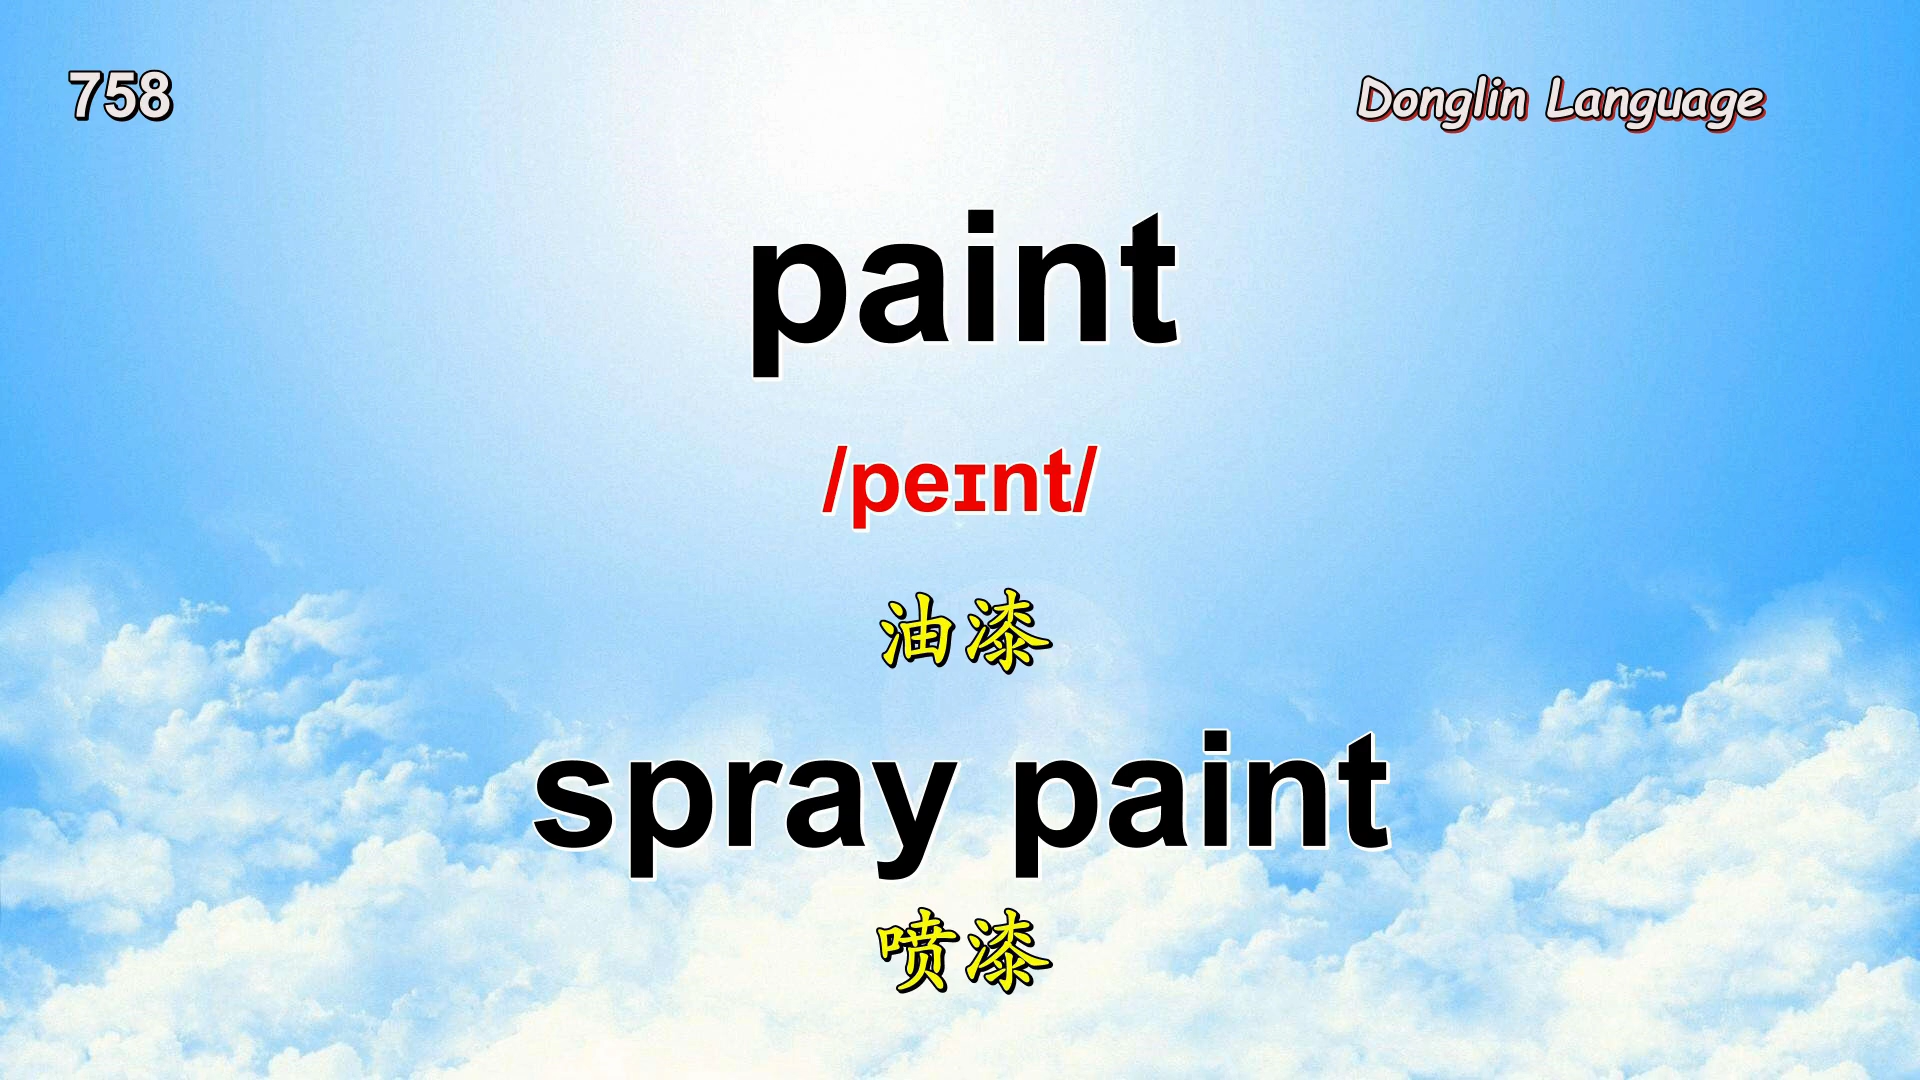 758
Donglin Language
paint
/peɪnt/
油漆
spray paint
喷漆